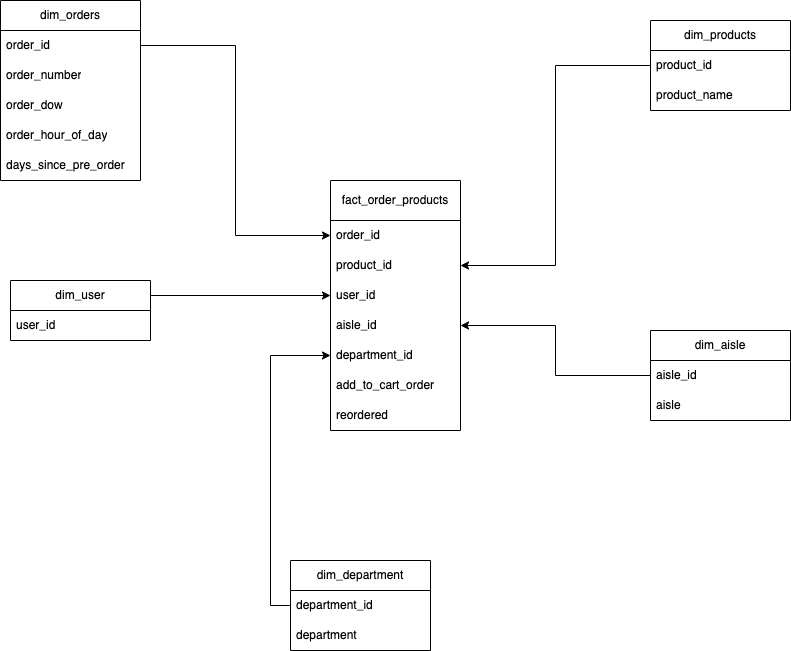 dim_orders
order_id
order_number
order_dow
order_hour_of_day
days_since_pre_order
dim_products
product_id
product_name
fact_order_products
order_id
product_id
user_id
aisle_id
department_id
add_to_cart_order
reordered
dim_user
user_id
dim_aisle
aisle_id
aisle
dim_department
department_id
department